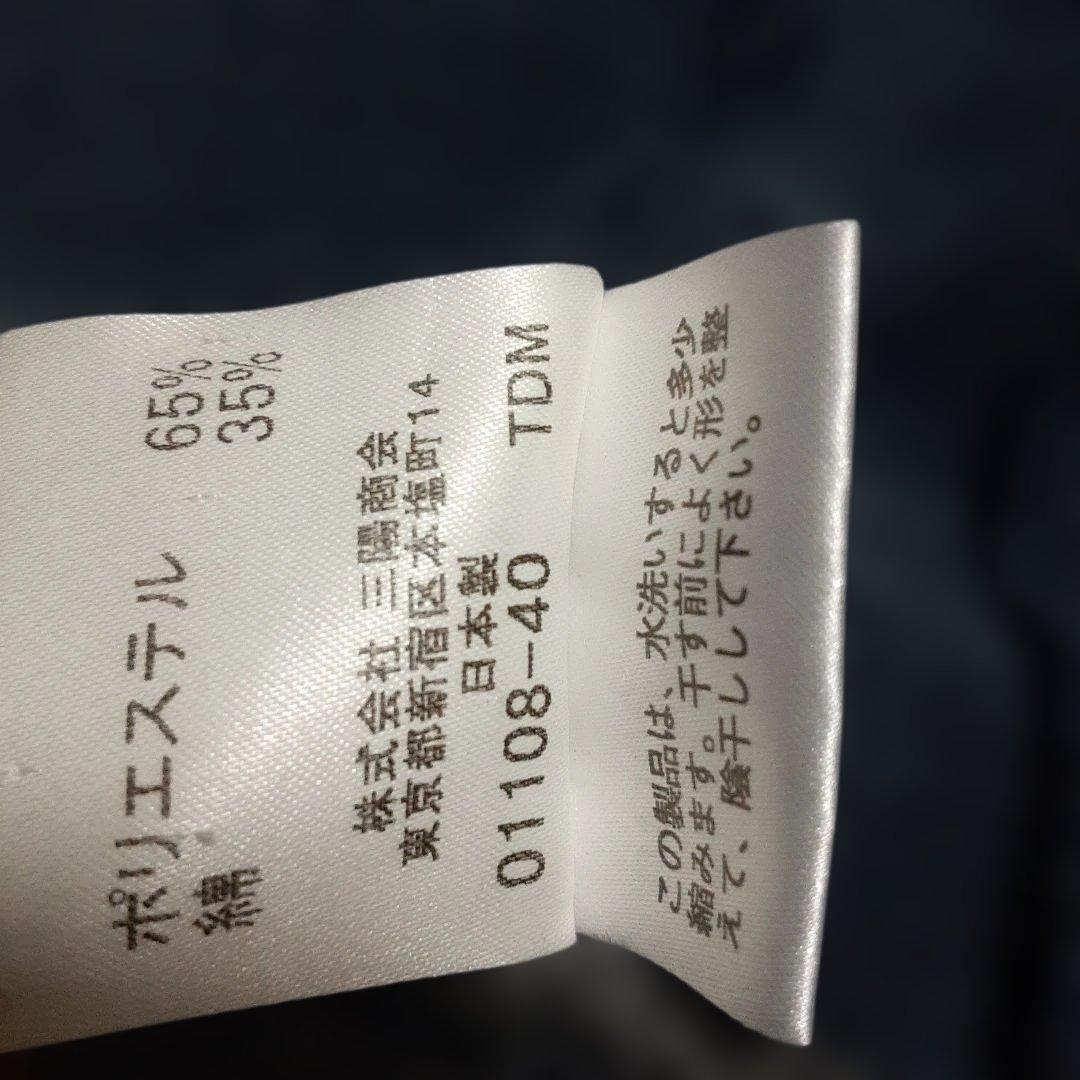 ポリエステル 65%
綿 35%
株式会社 三陽商会
東京都新宿区本塩町14
日本製
01108-40 TDM
この製品は、水洗いすると多少
縮みます。干す前によく形を整
えて、陰干しして下さい。